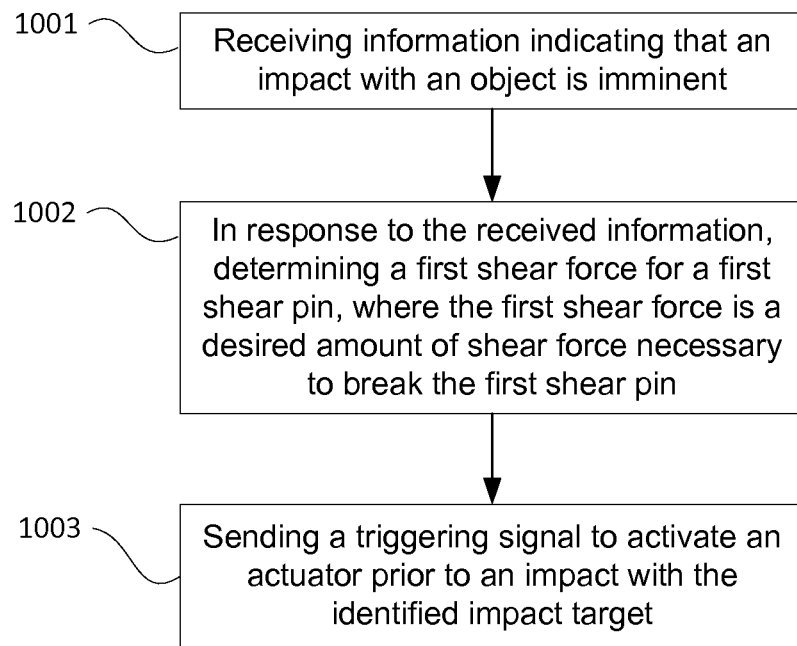 1001
Receiving information indicating that an
impact with an object is imminent
1002
In response to the received information,
determining a first shear force for a first
shear pin, where the first shear force is a
desired amount of shear force necessary
to break the first shear pin
1003
Sending a triggering signal to activate an
actuator prior to an impact with the
identified impact target